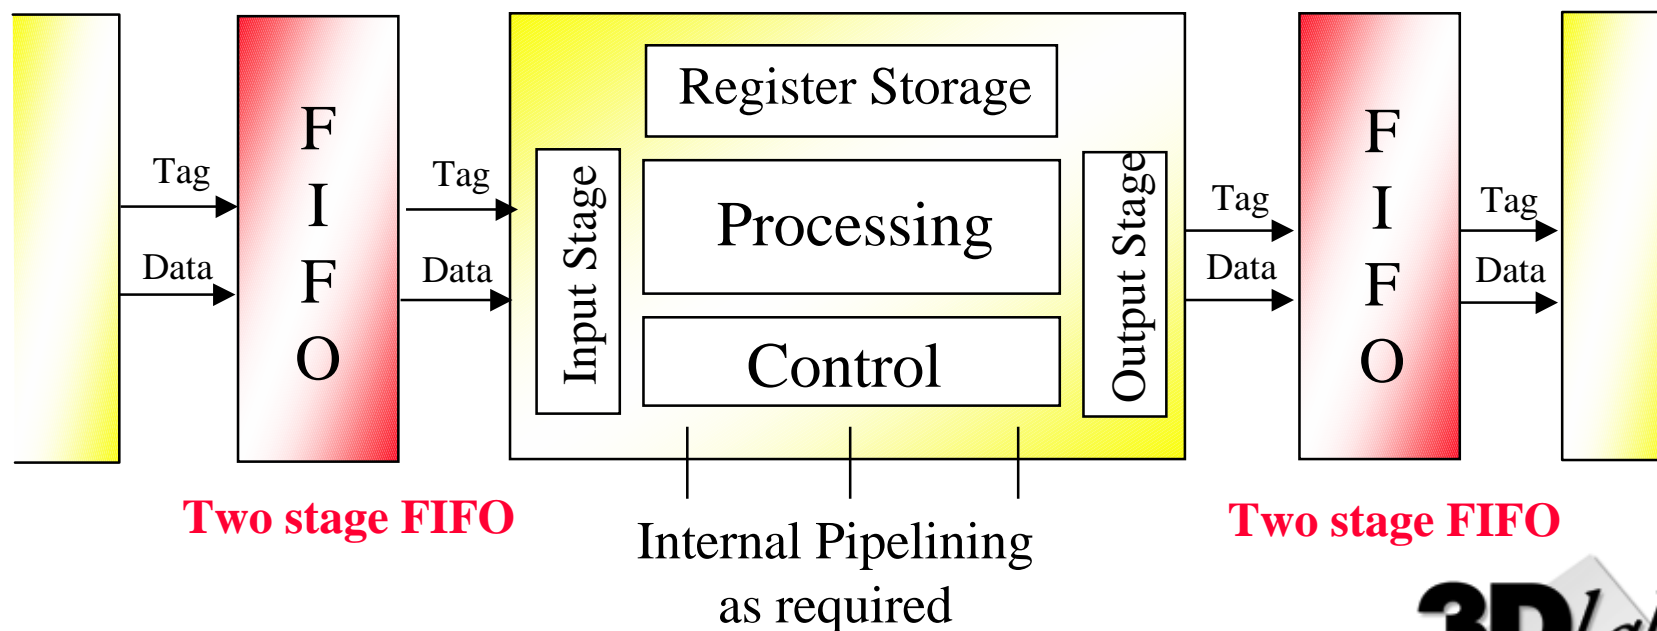 Register Storage
Tag
Data
F
I
F
O
Tag
Data
Input Stage
Processing
Control
Output Stage
Tag
Data
F
I
F
O
Tag
Data
Two stage FIFO
Internal Pipelining
as required
Two stage FIFO
3D